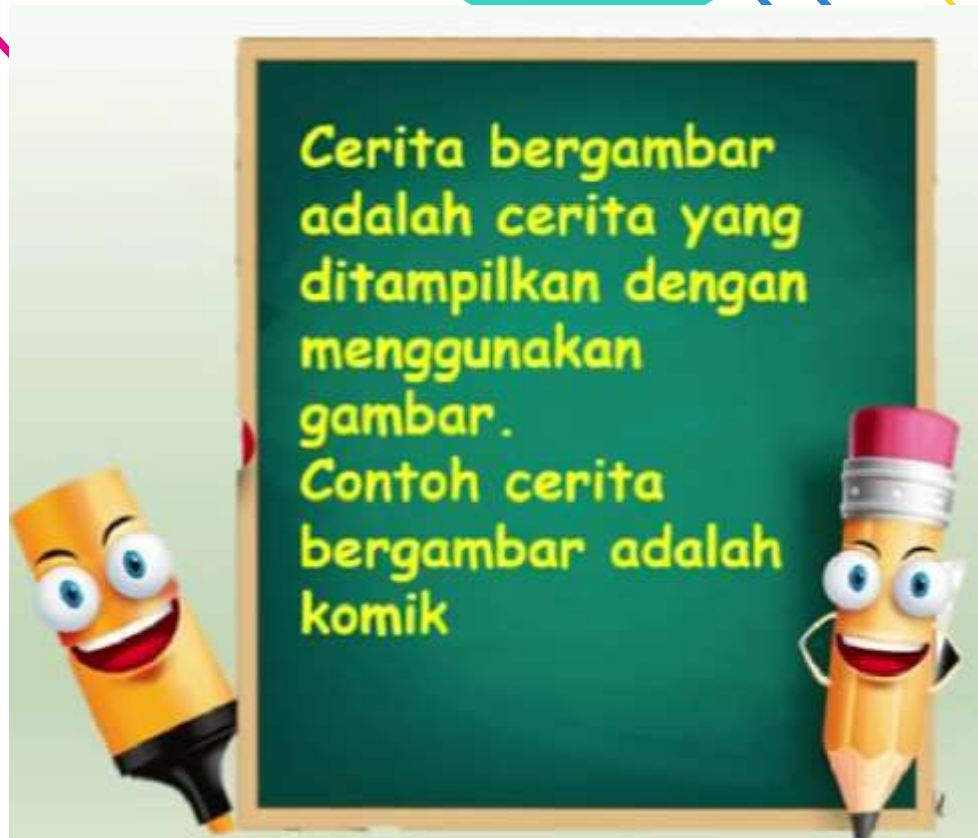 Cerita bergambar
adalah cerita yang
ditampilkan dengan
menggunakan
gambar.
Contoh cerita
bergambar adalah
komik